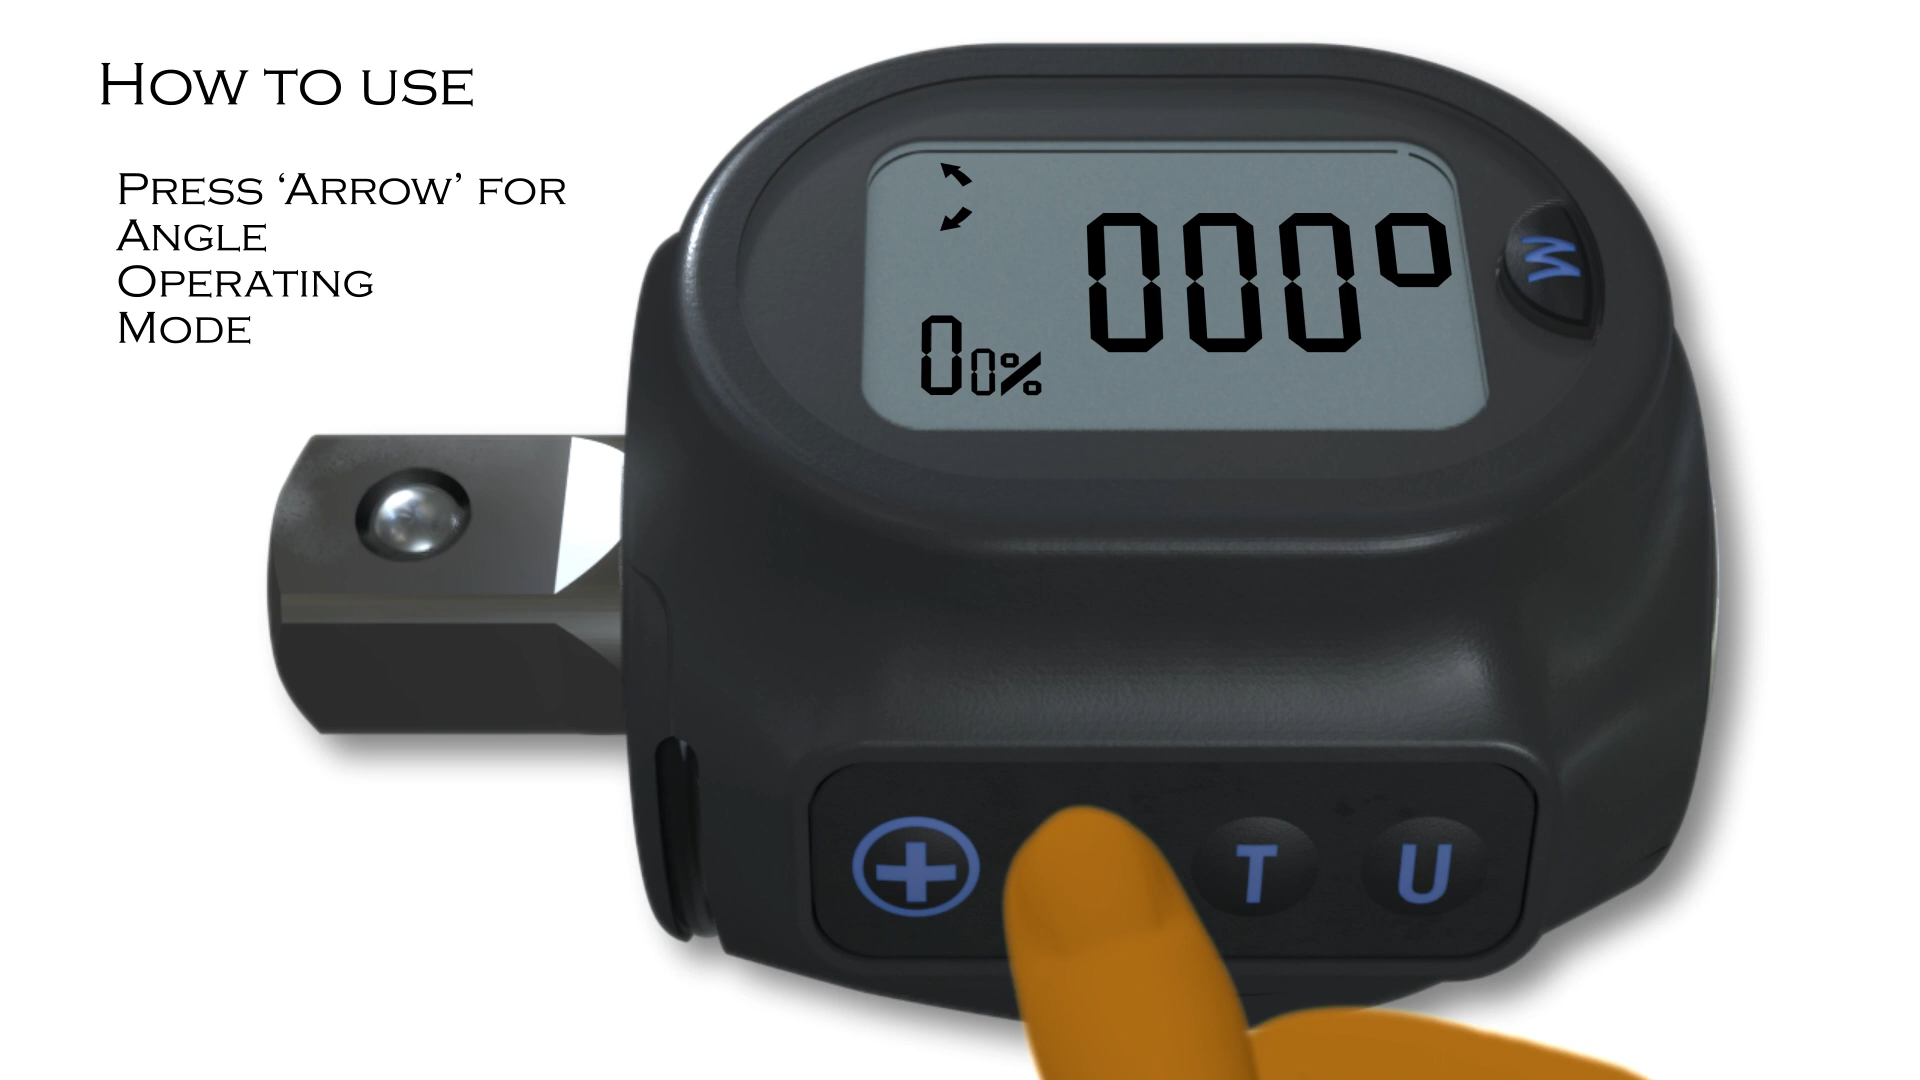 How to use
Press ‘Arrow’ for
Angle
Operating
Mode
000°
00%
M
+
T
U